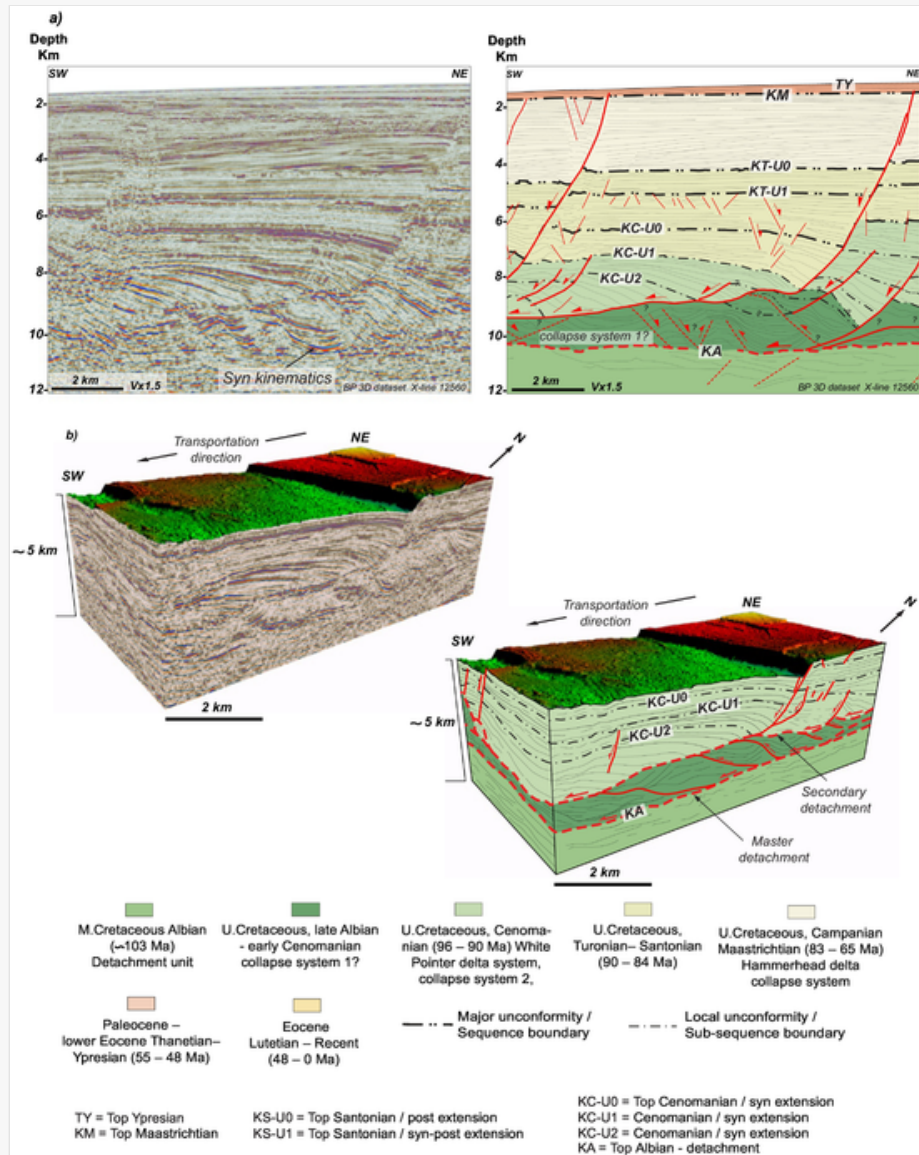 a)
Depth
Km
SW
NE
2
4
6
8
10
12
Syn kinematics
2 km
Vx1.5
BP 3D dataset X-line 12560
Depth
Km
SW
NE
TY
KM
2
4
6
8
10
12
KT-U0
KT-U1
KC-U0
KC-U1
KC-U2
?
?
?
?
?
?
collapse system 1?
KA
2 km
Vx1.5
BP 3D dataset X-line 12560
b)
Transportation
direction
NE
N
SW
~ 5 km
2 km
Transportation
direction
NE
N
SW
~ 5 km
KC-U0
KC-U1
KC-U2
KA
Secondary
detachment
Master
detachment
2 km
M.Cretaceous Albian
(~103 Ma)
Detachment unit
U.Cretaceous, late Albian
- early Cenomanian
collapse system 1?
U.Cretaceous, Cenoma-
nian (96 – 90 Ma) White
Pointer delta system,
collapse system 2,
U.Cretaceous,
Turonian– Santonian
(90 – 84 Ma)
U.Cretaceous, Campanian
Maastrichtian (83 – 65 Ma)
Hammerhead delta
collapse system
Paleocene –
lower Eocene Thanetian–
Ypresian (55 – 48 Ma)
Eocene
Lutetian – Recent
(48 – 0 Ma)
Major unconformity /
Sequence boundary
Local unconformity /
Sub-sequence boundary
TY = Top Ypresian
KM = Top Maastrichtian
KS-U0 = Top Santonian / post extension
KS-U1 = Top Santonian / syn-post extension
KC-U0 = Top Cenomanian / syn extension
KC-U1 = Cenomanian / syn extension
KC-U2 = Cenomanian / syn extension
KA = Top Albian - detachment